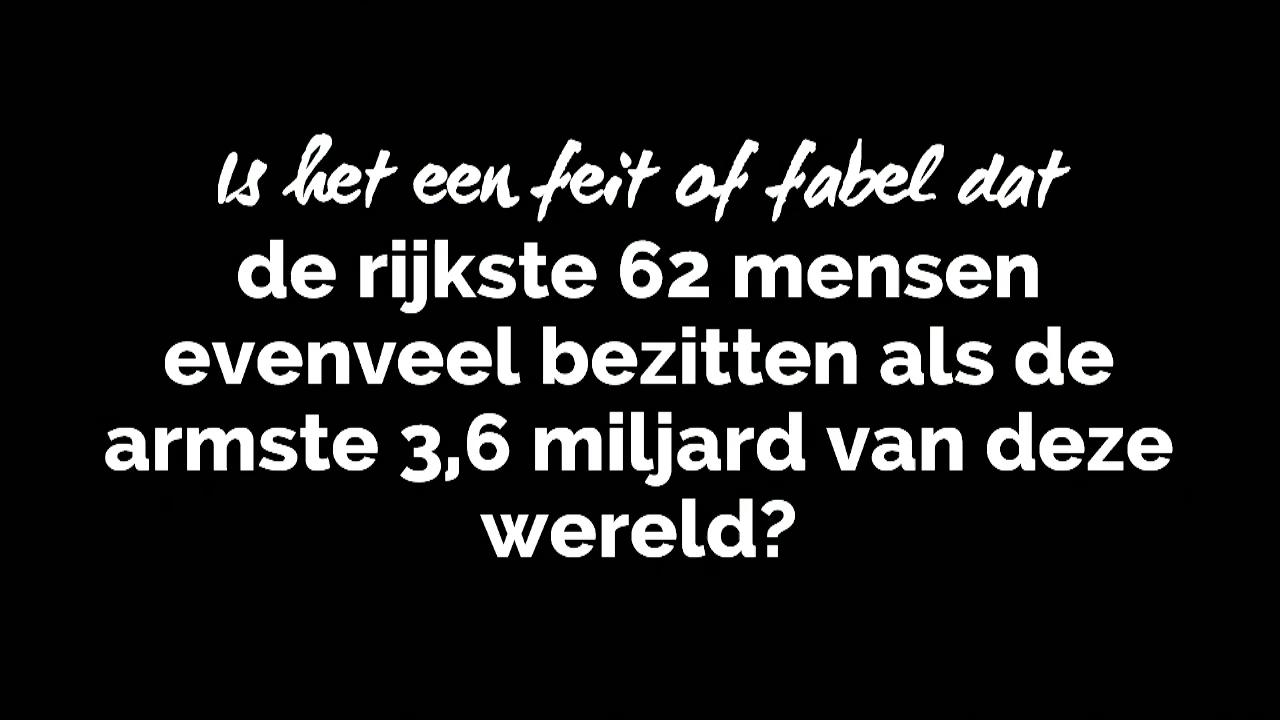 Is het een feit of fabel dat
de rijkste 62 mensen
evenveel bezitten als de
armste 3,6 miljard van deze
wereld?